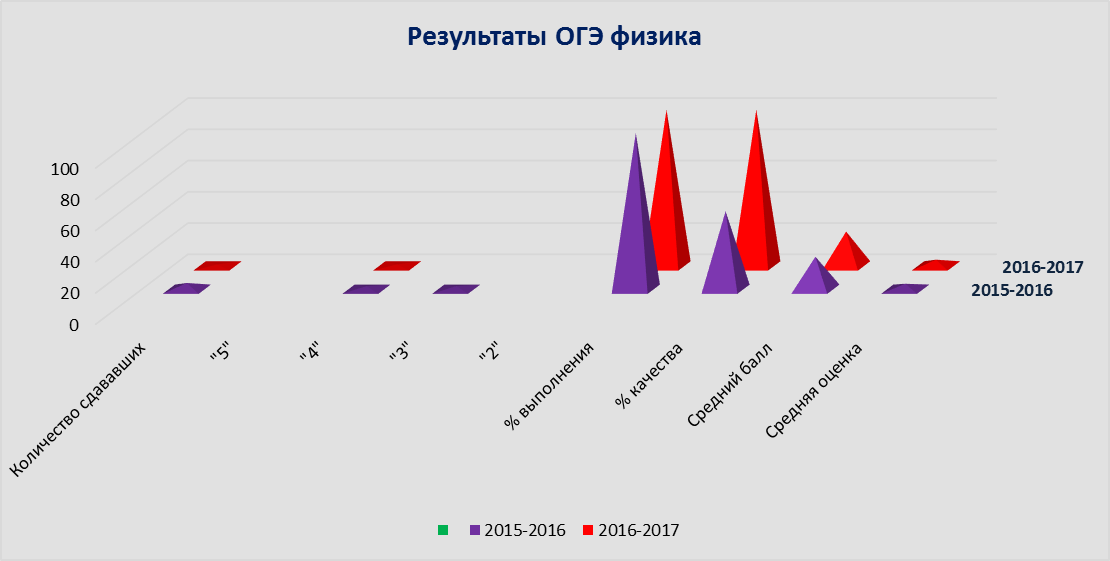 Результаты ОГЭ физика
100
80
60
40
20
0
2016-2017
2015-2016
Количество сдававших
"5"
"4"
"3"
"2"
% выполнения
% качества
Средний балл
Средняя оценка
2015-2016
2016-2017